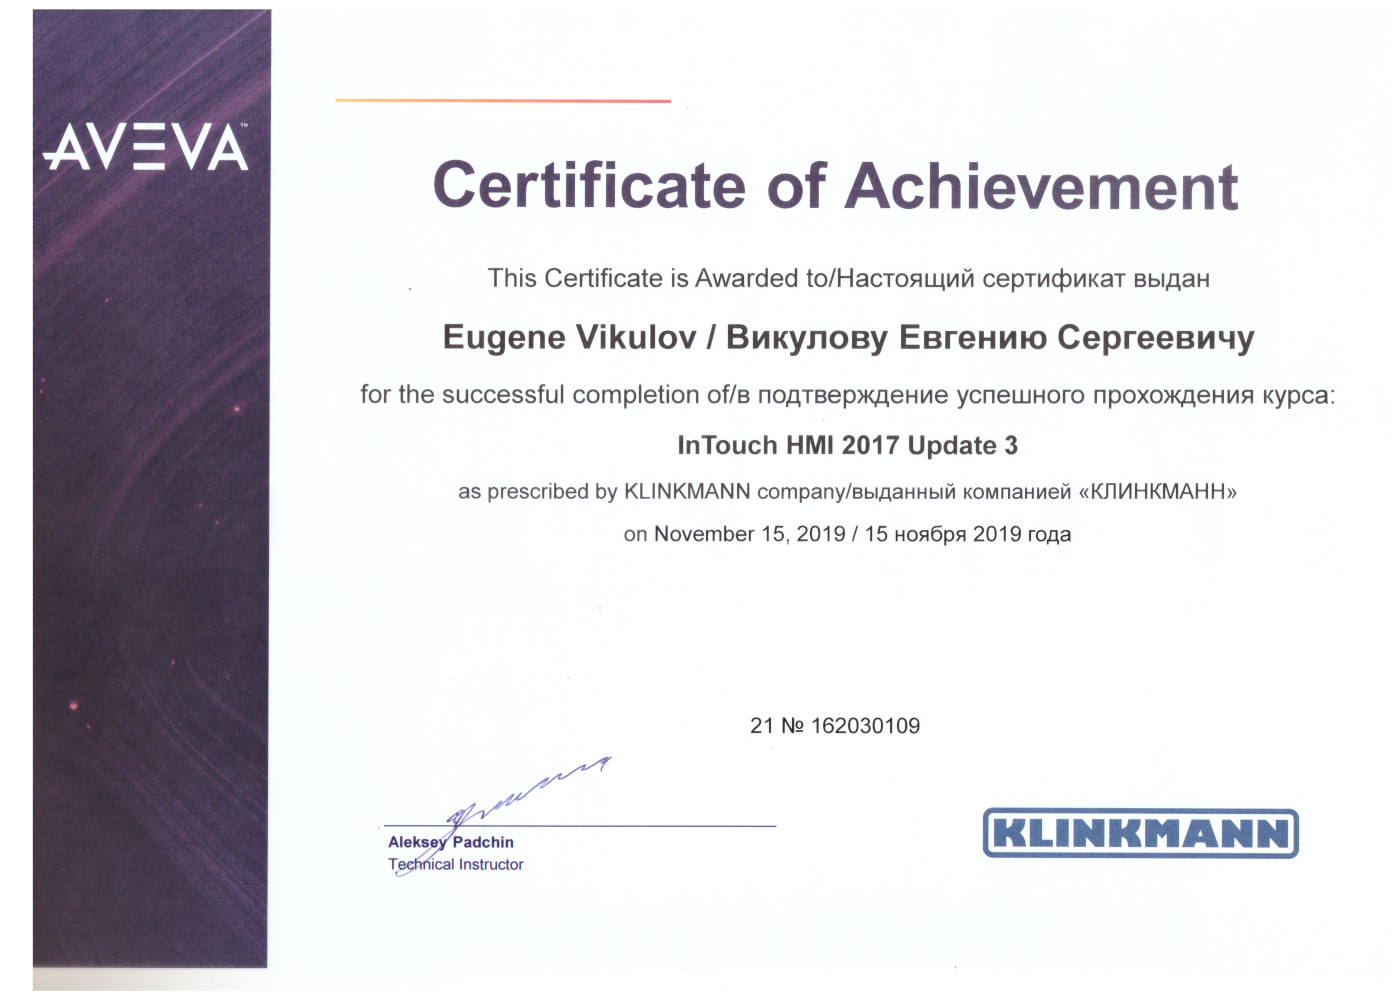 AVEVA™
Certificate of Achievement
This Certificate is Awarded to/Настоящий сертификат выдан
Eugene Vikulov / Викулову Евгению Сергеевичу
for the successful completion of/в подтверждение успешного прохождения курса:
InTouch HMI 2017 Update 3
as prescribed by KLINKMANN company/выданный компанией «КЛИНКМАНН»
on November 15, 2019 / 15 ноября 2019 года
21 № 162030109
Aleksey Padchin
Technical Instructor
KLINKMANN